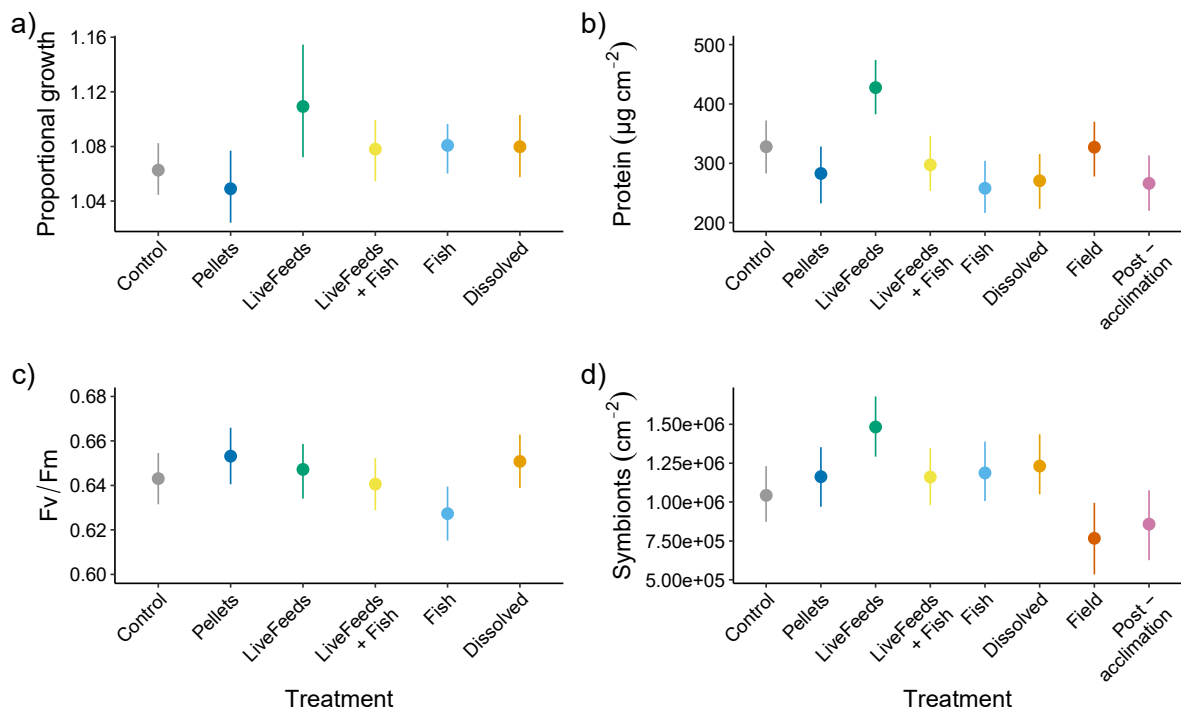 a)
Proportional growth
1.16
1.12
1.08
1.04
Control
Pellets
LiveFeeds
LiveFeeds
+ Fish
Fish
Dissolved
b)
Protein (µg cm⁻²)
500
400
300
200
Control
Pellets
LiveFeeds
LiveFeeds
+ Fish
Fish
Dissolved
Field
Post −
acclimation
c)
Fv/Fm
0.68
0.66
0.64
0.62
0.60
Control
Pellets
LiveFeeds
LiveFeeds
+ Fish
Fish
Dissolved
Treatment
d)
Symbionts (cm⁻²)
1.50e+06
1.25e+06
1.00e+06
7.50e+05
5.00e+05
Control
Pellets
LiveFeeds
LiveFeeds
+ Fish
Fish
Dissolved
Field
Post −
acclimation
Treatment